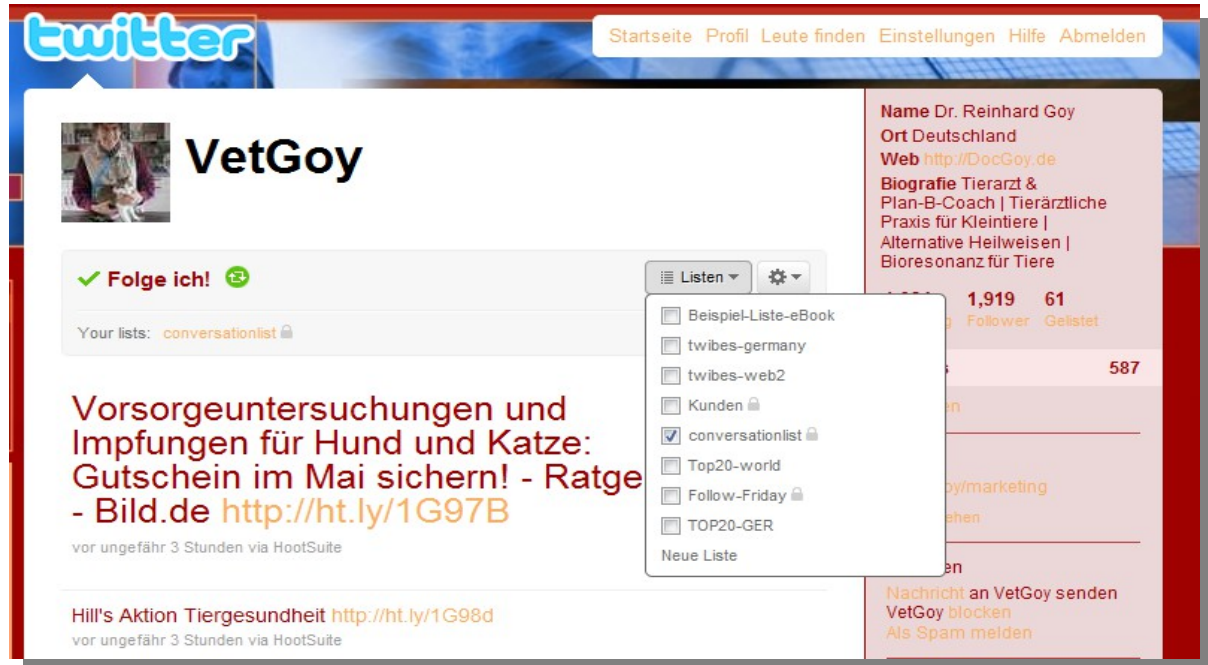 twitter
Startseite Profil Leute finden Einstellungen Hilfe Abmelden
VetGoy
Folge ich!
Listen
Your lists: conversationlist
Beispiel-Liste-eBook
twibes-germany
twibes-web2
Kunden
conversationlist
Top20-world
Follow-Friday
TOP20-GER
Neue Liste
Vorsorgeuntersuchungen und
Impfungen für Hund und Katze:
Gutschein im Mai sichern! - Ratge
- Bild.de http://ht.ly/1G97B
vor ungefähr 3 Stunden via HootSuite
Hill's Aktion Tiergesundheit http://ht.ly/1G98d
vor ungefähr 3 Stunden via HootSuite
Name Dr. Reinhard Goy
Ort Deutschland
Web http://DocGoy.de
Biografie Tierarzt &
Plan-B-Coach | Tierärztliche
Praxis für Kleintiere |
Alternative Heilweisen |
Bioresonanz für Tiere
1,919 61
Follower Gelistet
587
oy/marketing
Nachricht an VetGoy senden
VetGoy blocken
Als Spam melden